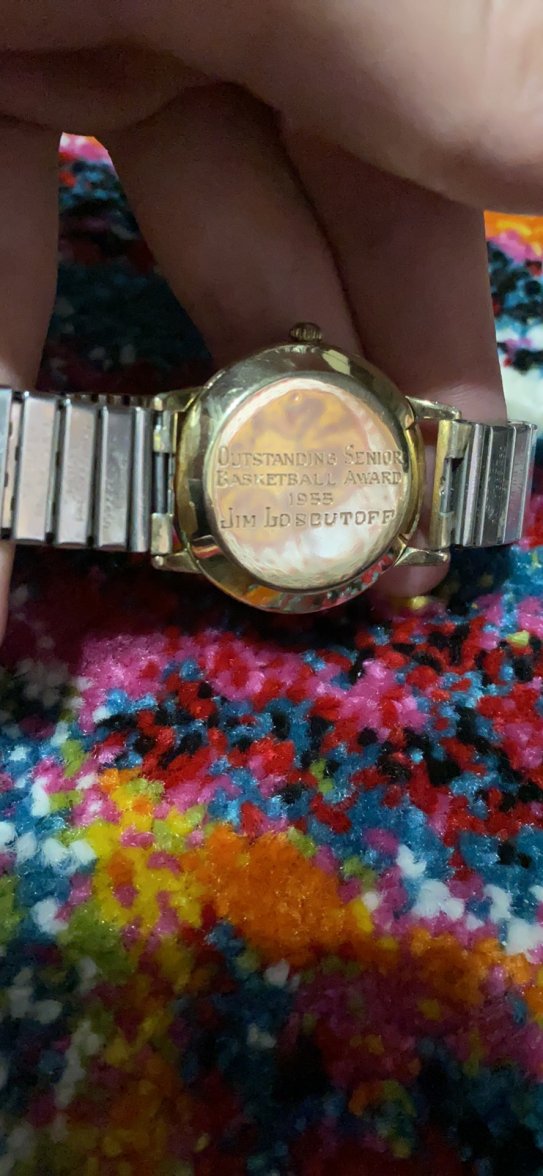 OUTSTANDING SENIOR
BASKETBALL AWARD
1955
JIM LOSCUTOFF